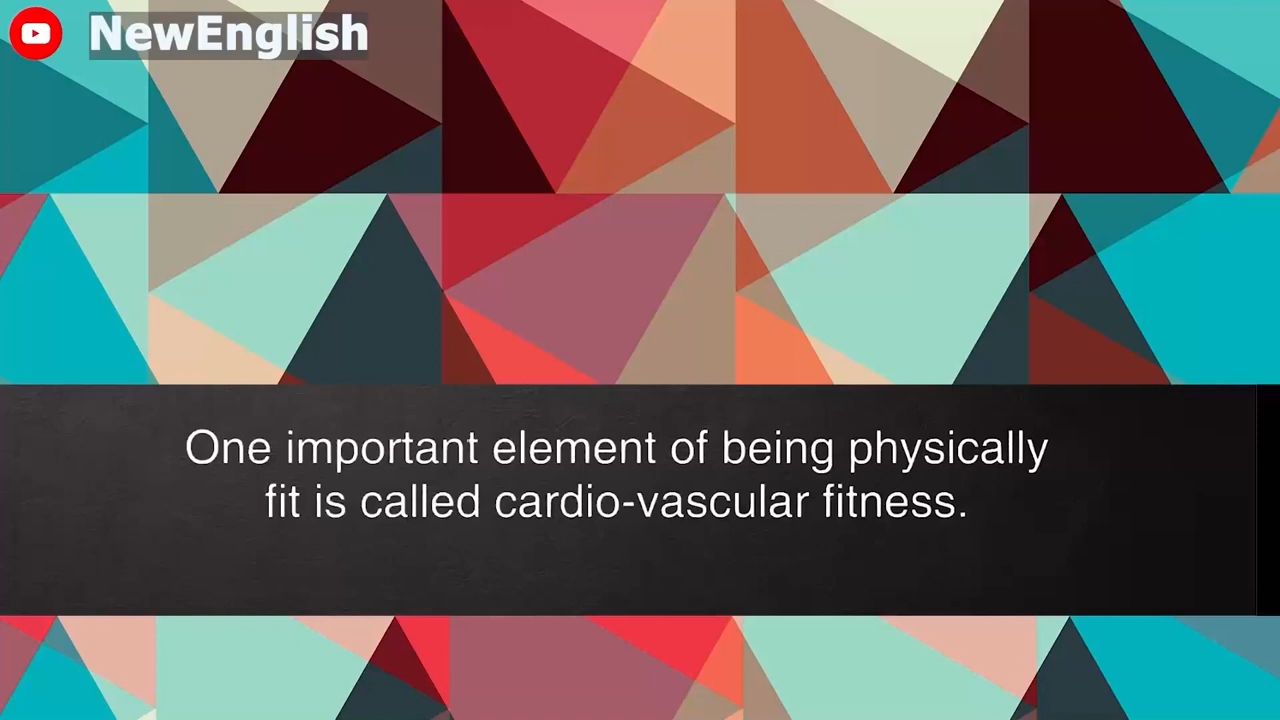 NewEnglish
One important element of being physically
fit is called cardio-vascular fitness.